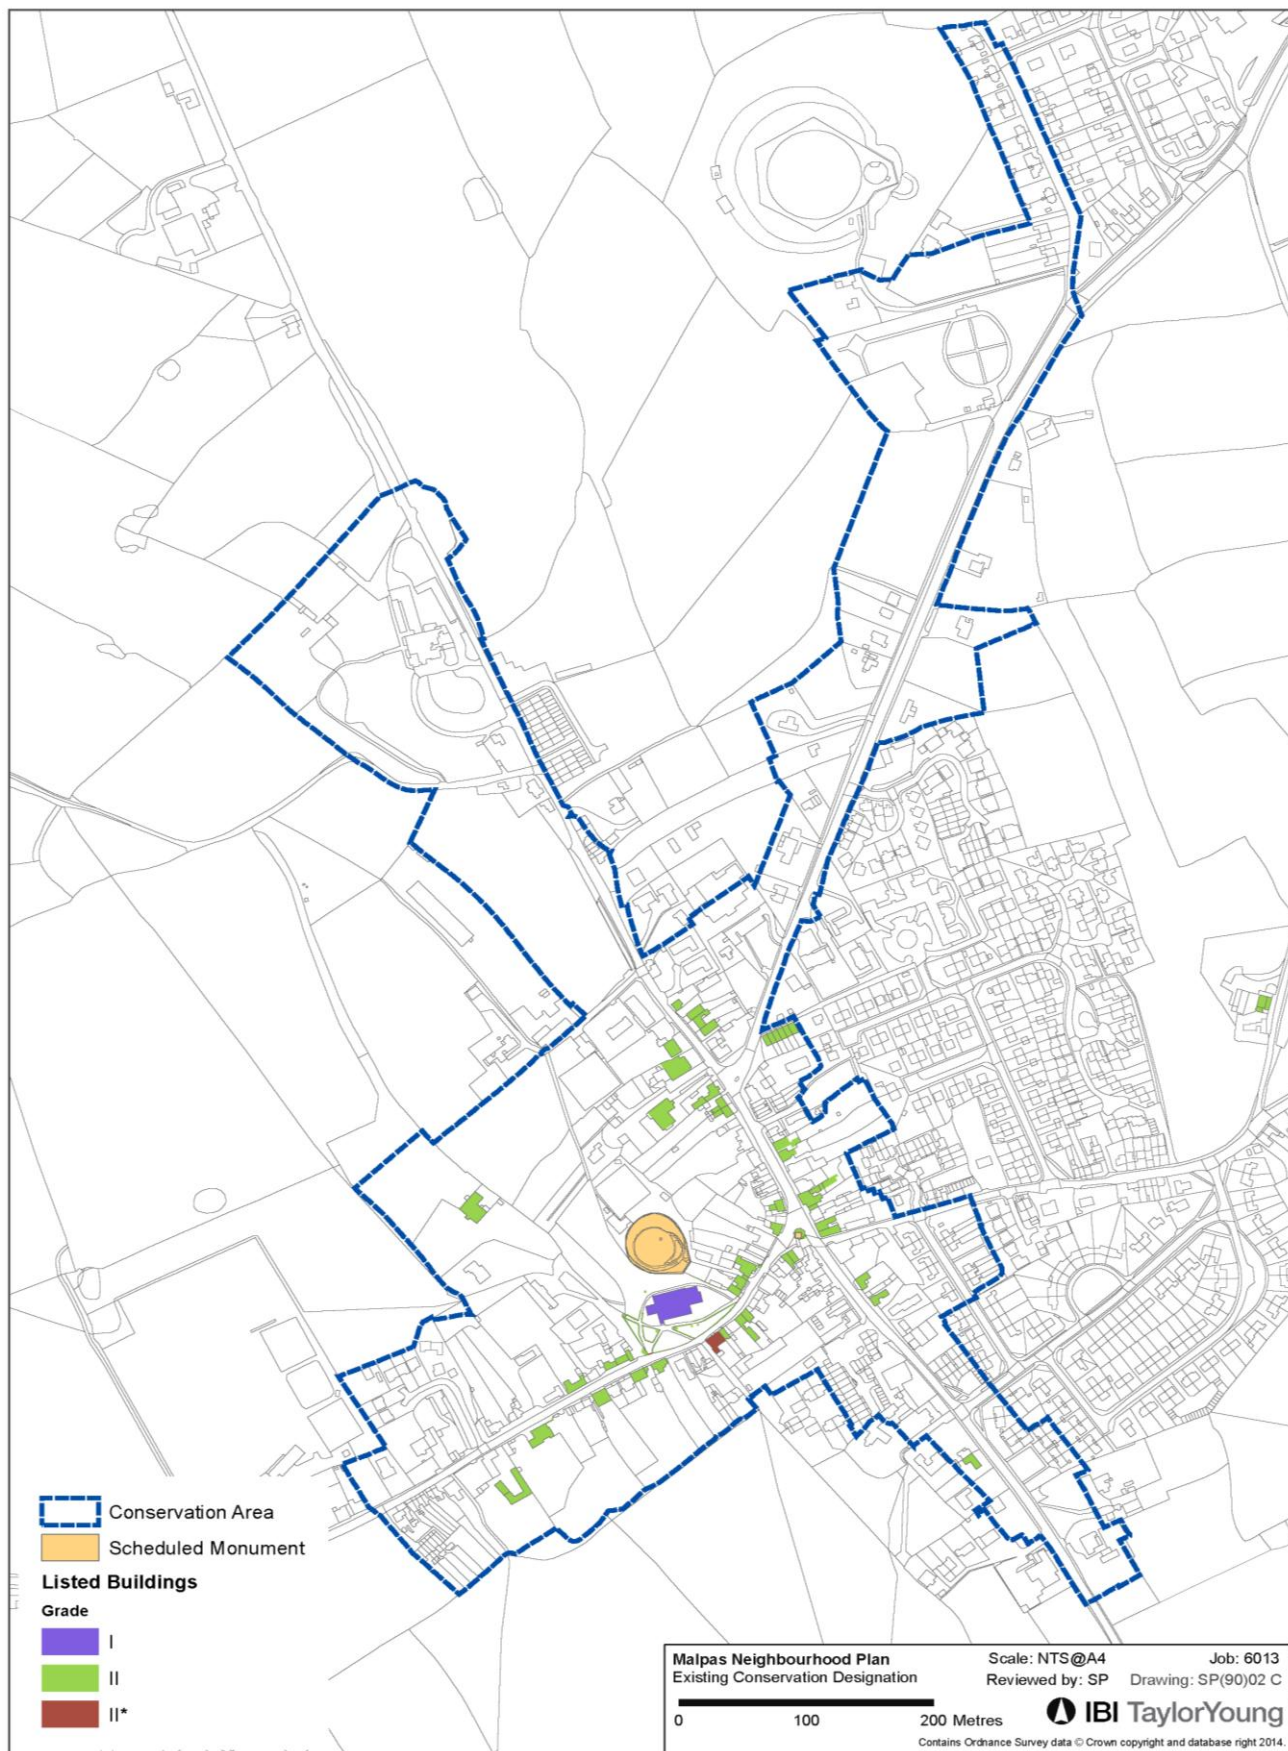 Conservation Area
Scheduled Monument
Listed Buildings
Grade
I
II
II*
Malpas Neighbourhood Plan
Existing Conservation Designation
Scale: NTS@A4
Job: 6013
Reviewed by: SP
Drawing: SP(90)02 C
0 100 200 Metres
IBI TaylorYoung
Contains Ordnance Survey data © Crown copyright and database right 2014.